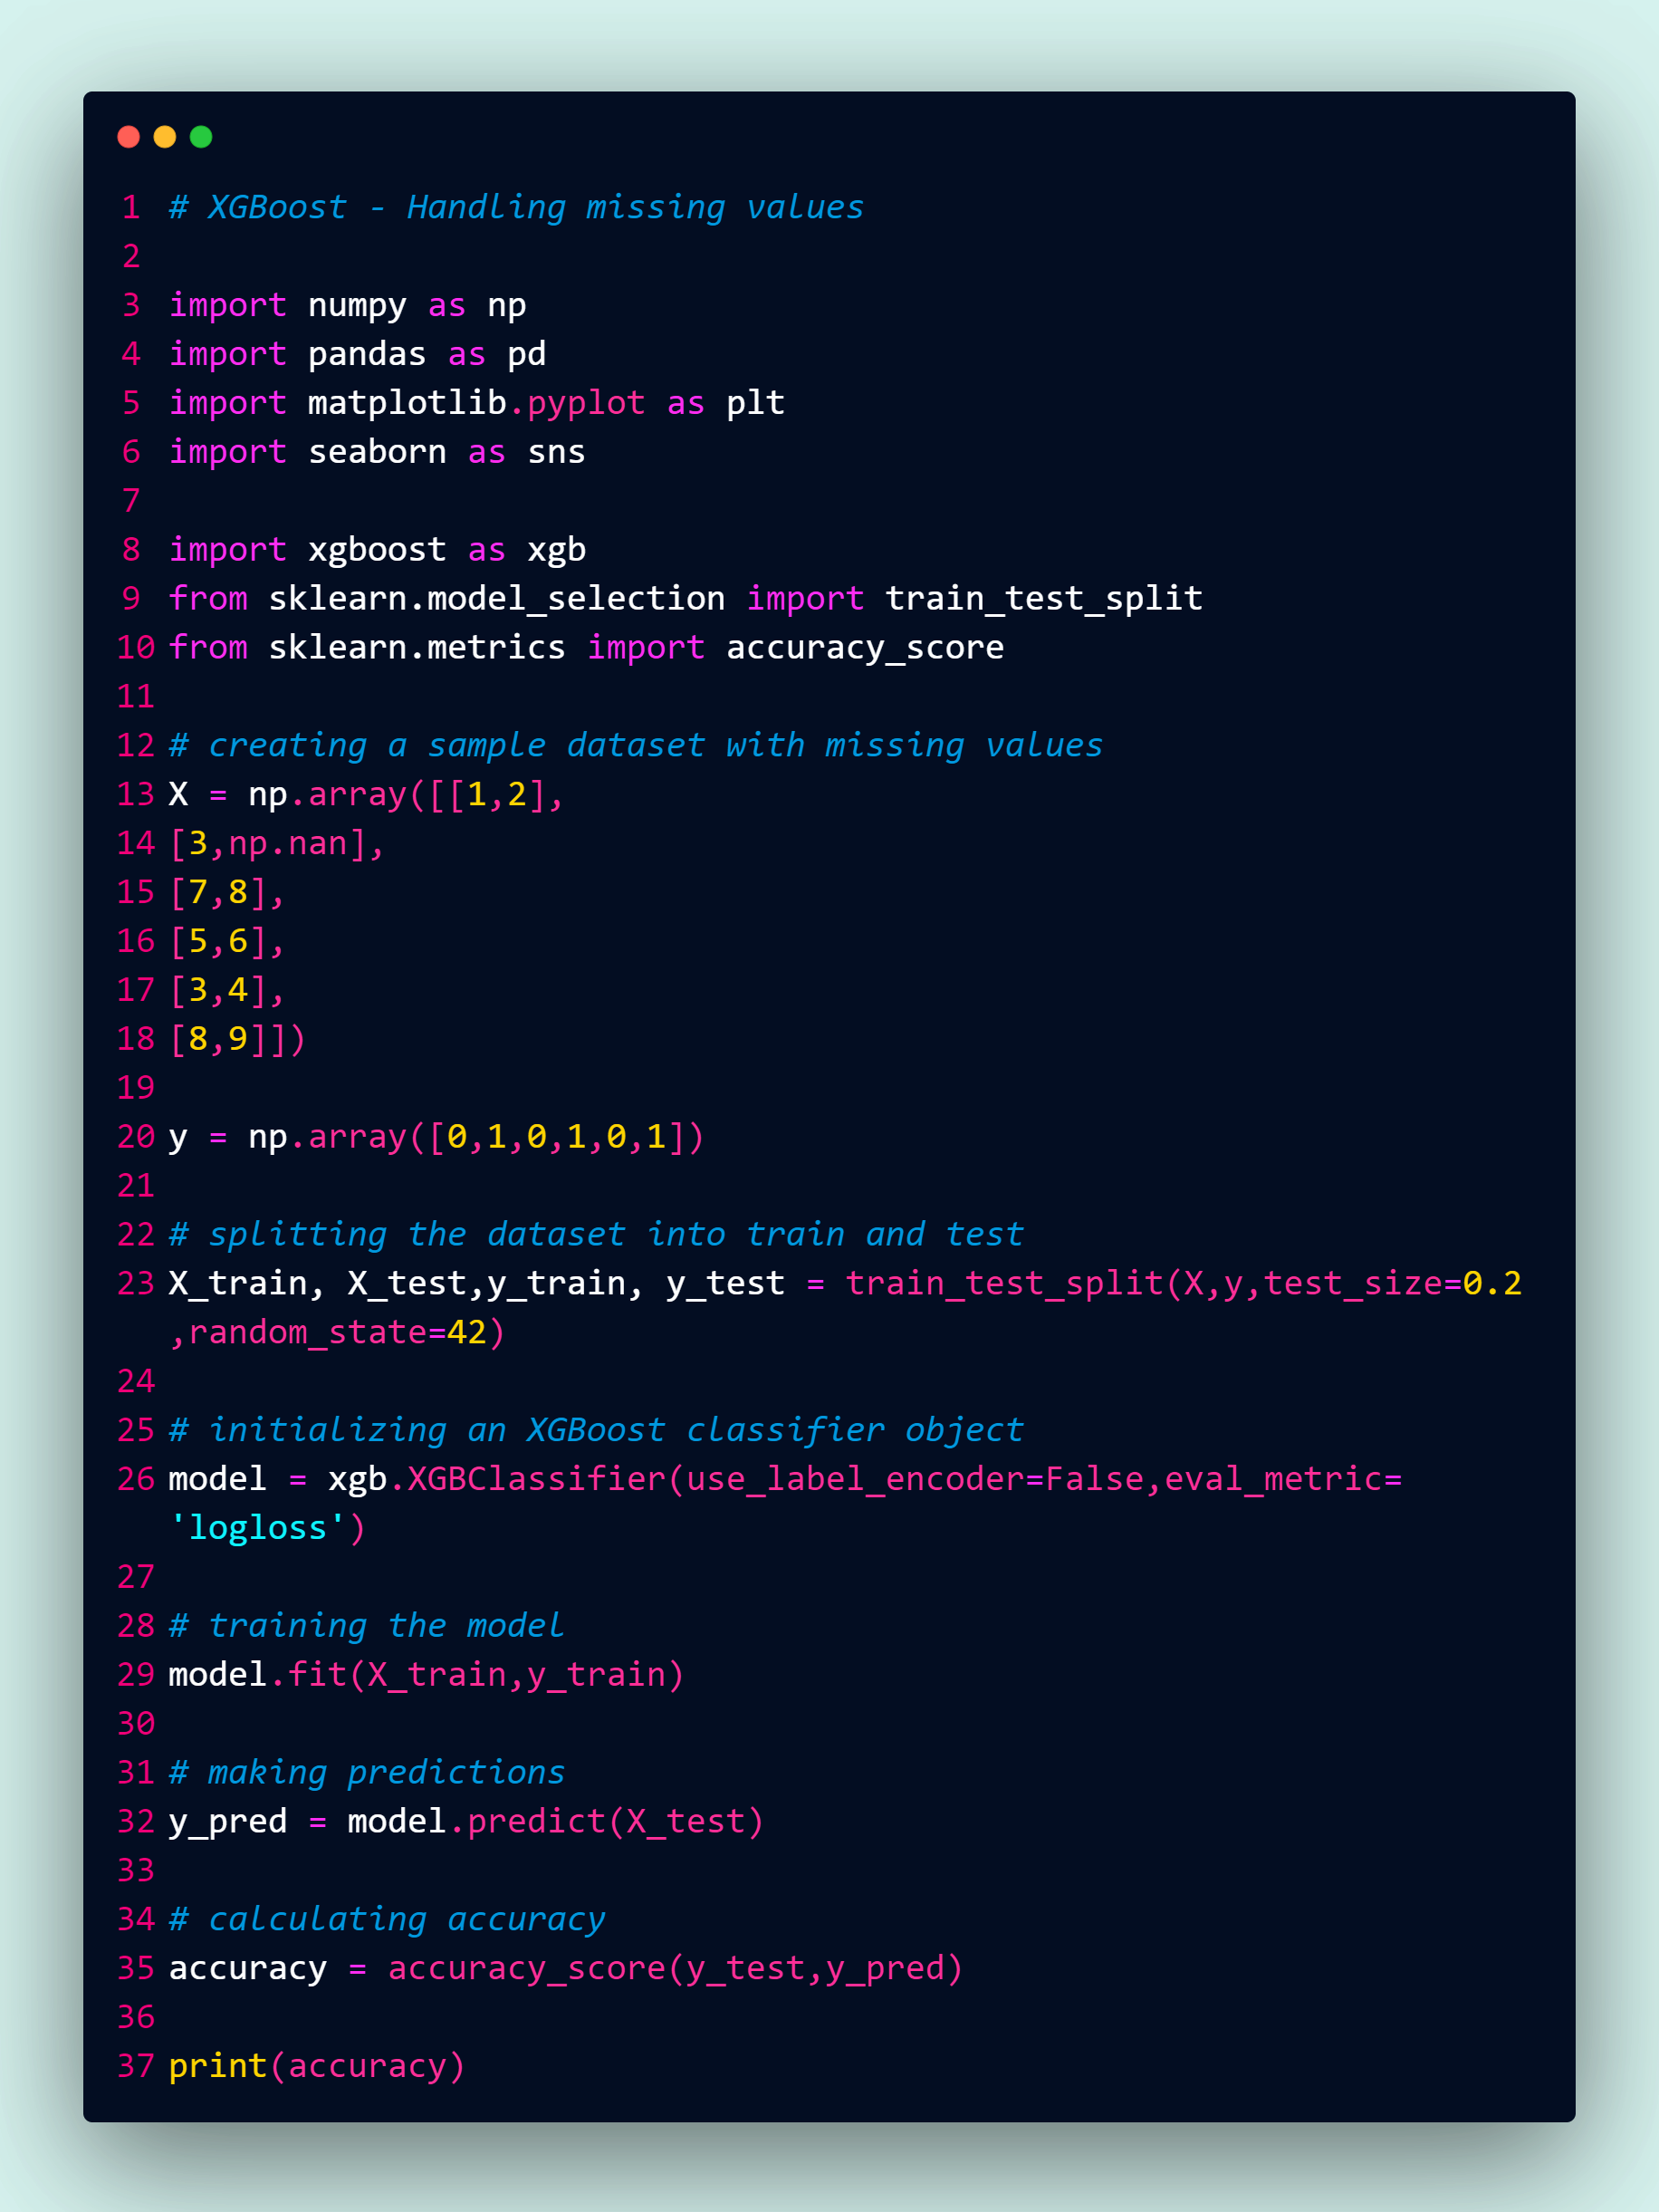 1 # XGBoost - Handling missing values
2
3 import numpy as np
4 import pandas as pd
5 import matplotlib.pyplot as plt
6 import seaborn as sns
7
8 import xgboost as xgb
9 from sklearn.model_selection import train_test_split
10 from sklearn.metrics import accuracy_score
11
12 # creating a sample dataset with missing values
13 X = np.array([[1,2],
14 [3,np.nan],
15 [7,8],
16 [5,6],
17 [3,4],
18 [8,9]])
19
20 y = np.array([0,1,0,1,0,1])
21
22 # splitting the dataset into train and test
23 X_train, X_test,y_train, y_test = train_test_split(X,y,test_size=0.2
,random_state=42)
24
25 # initializing an XGBoost classifier object
26 model = xgb.XGBClassifier(use_label_encoder=False,eval_metric=
'logloss')
27
28 # training the model
29 model.fit(X_train,y_train)
30
31 # making predictions
32 y_pred = model.predict(X_test)
33
34 # calculating accuracy
35 accuracy = accuracy_score(y_test,y_pred)
36
37 print(accuracy)